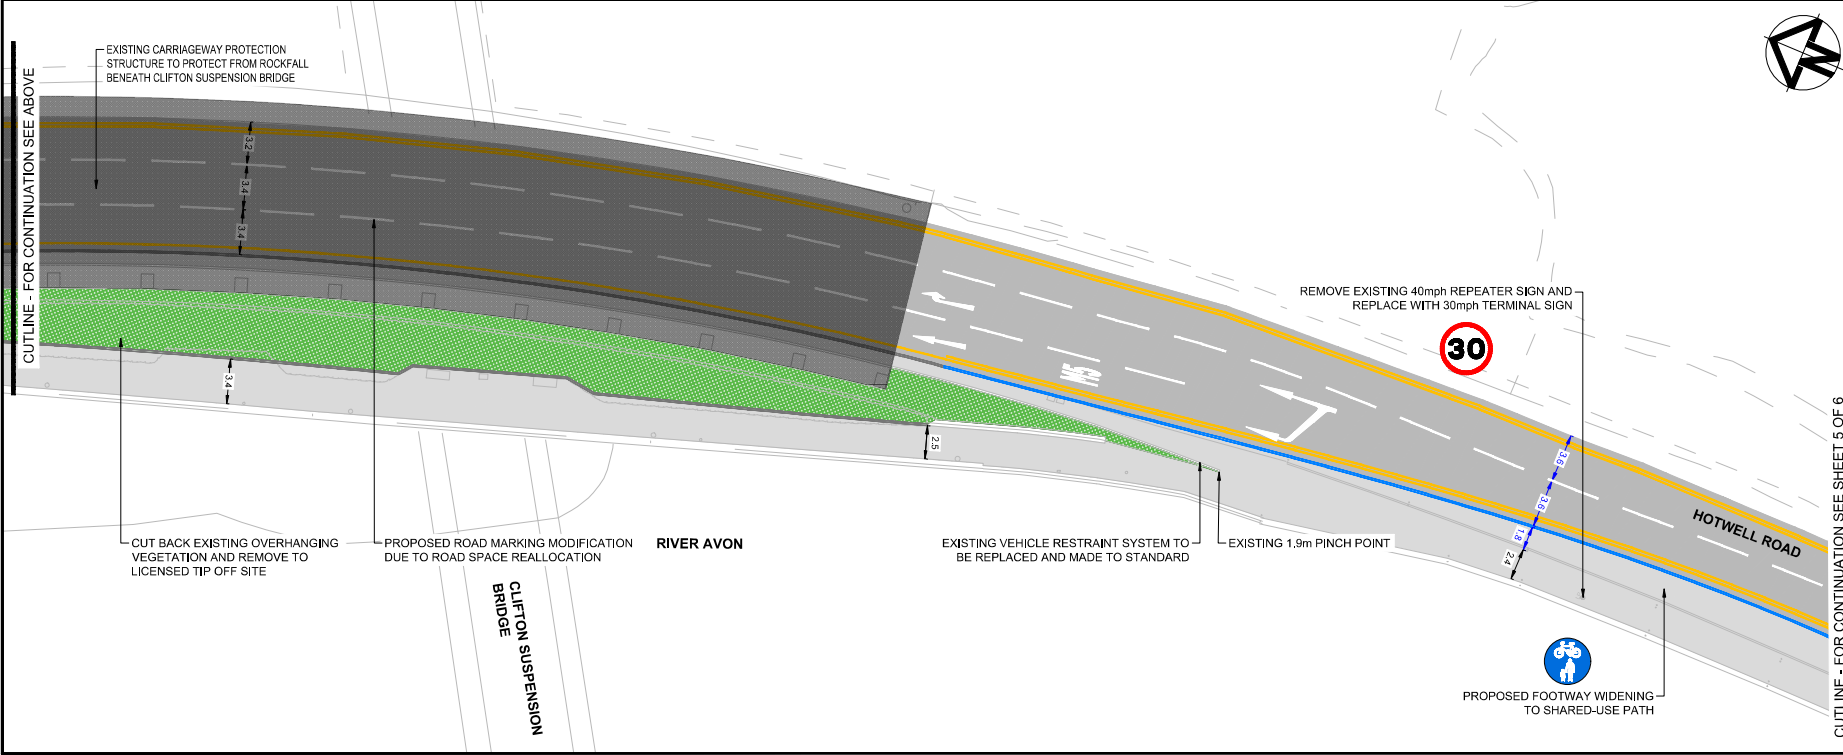 EXISTING CARRIAGEWAY PROTECTION
STRUCTURE TO PROTECT FROM ROCKFALL
BENEATH CLIFTON SUSPENSION BRIDGE
CUTLINE - FOR CONTINUATION SEE ABOVE
N
3.2
3.4
3.4
3.4
2.5
M5
REMOVE EXISTING 40mph REPEATER SIGN AND
REPLACE WITH 30mph TERMINAL SIGN
30
3.6
3.6
1.8
2.4
HOTWELL ROAD
CUTLINE - FOR CONTINUATION SEE SHEET 5 OF 6
CUT BACK EXISTING OVERHANGING
VEGETATION AND REMOVE TO
LICENSED TIP OFF SITE
PROPOSED ROAD MARKING MODIFICATION
DUE TO ROAD SPACE REALLOCATION
RIVER AVON
CLIFTON SUSPENSION
BRIDGE
EXISTING VEHICLE RESTRAINT SYSTEM TO
BE REPLACED AND MADE TO STANDARD
EXISTING 1.9m PINCH POINT
PROPOSED FOOTWAY WIDENING
TO SHARED-USE PATH